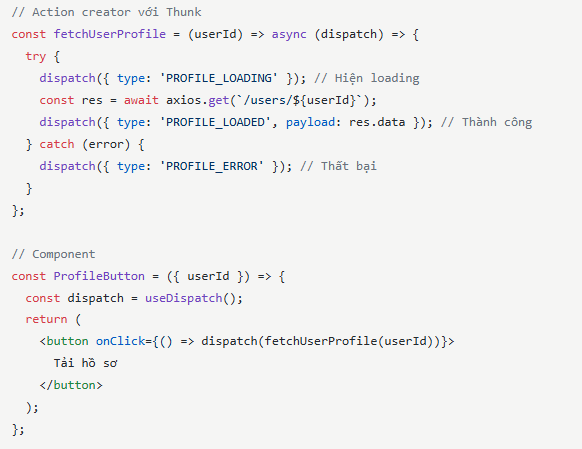 // Action creator với Thunk
const fetchUserProfile = (userId) => async (dispatch) => {
  try {
    dispatch({ type: 'PROFILE_LOADING' }); // Hiện loading
    const res = await axios.get(`/users/${userId}`);
    dispatch({ type: 'PROFILE_LOADED', payload: res.data }); // Thành công
  } catch (error) {
    dispatch({ type: 'PROFILE_ERROR' }); // Thất bại
  }
};

// Component
const ProfileButton = ({ userId }) => {
  const dispatch = useDispatch();
  return (
    <button onClick={() => dispatch(fetchUserProfile(userId))}>
      Tải hồ sơ
    </button>
  );
};